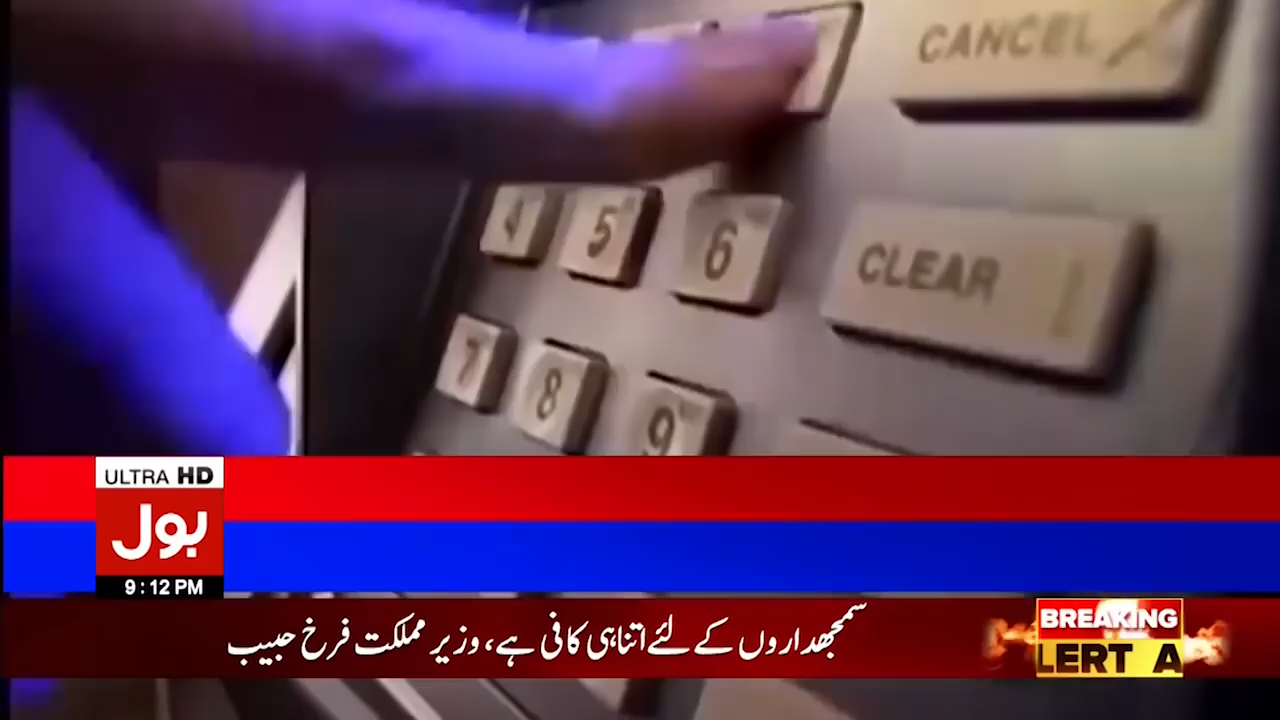 CANCEL
4 5 6
CLEAR
7 8 9
ULTRA HD
بول
9:12 PM
سمجھداروں کے لئے اتنا ہی کافی ہے، وزیر مملکت فرخ حبیب
BREAKING
LERT A